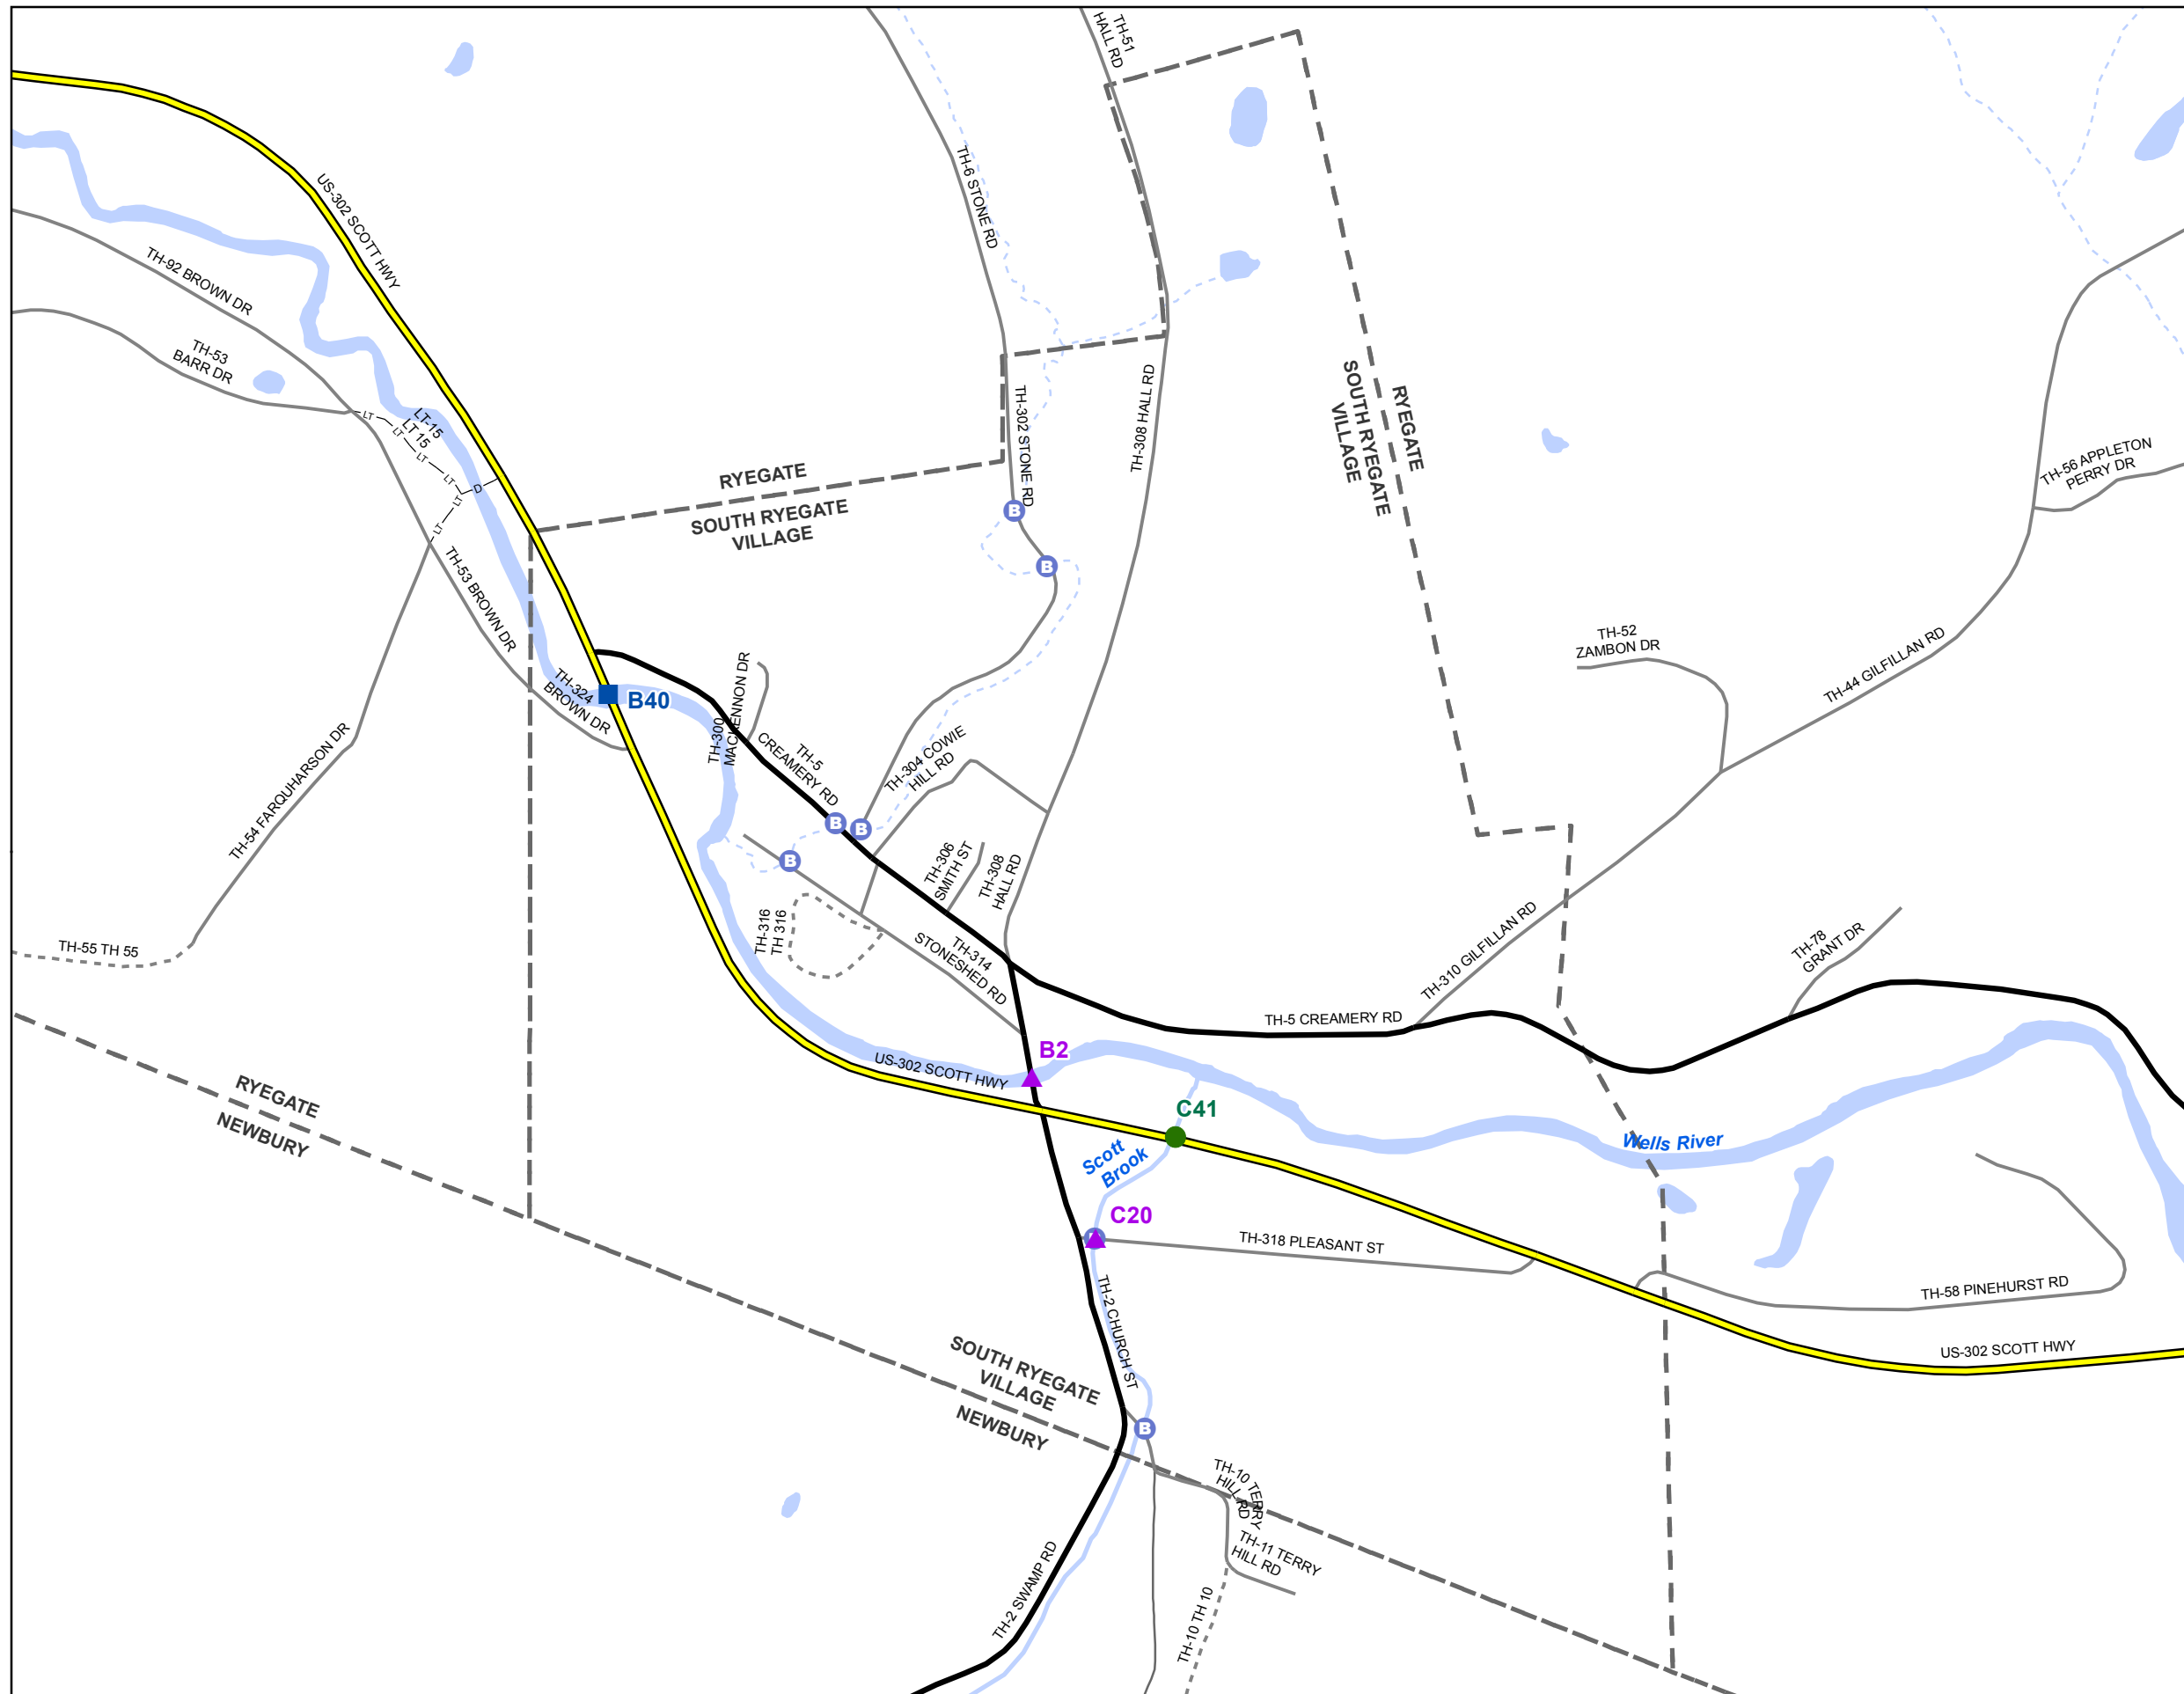 TH-51
HALL RD
US-302 SCOTT HWY
TH-6 STONE RD
TH-92 BROWN DR
TH-53
BARR DR
LT
LT
LT
LT
LT
LT
D
LT-15
LT 15
TH-302 STONE RD
TH-308 HALL RD
RYEGATE
SOUTH RYEGATE
VILLAGE
RYEGATE
SOUTH RYEGATE
VILLAGE
TH-56 APPLETON
PERRY DR
B
B
TH-53 BROWN DR
TH-52
ZAMBON DR
TH-44 GILFILLAN RD
TH-324
BROWN DR
B40
TH-300
MACKENNON DR
TH-5
CREAMERY RD
TH-304 COWIE
HILL RD
TH-54 FARQUHARSON DR
B
B
B
TH-306
SMITH ST
TH-308
HALL RD
TH-316
TH 316
TH-314
STONESHED RD
TH-55 TH 55
TH-310 GILFILLAN RD
TH-78
GRANT DR
TH-5 CREAMERY RD
B2
US-302 SCOTT HWY
C41
Wells River
Scott
Brook
RYEGATE
NEWBURY
C20
TH-318 PLEASANT ST
TH-58 PINEHURST RD
TH-2 CHURCH ST
US-302 SCOTT HWY
SOUTH RYEGATE
VILLAGE
NEWBURY
B
TH-10 TERRY
HILL RD
TH-11 TERRY
HILL RD
TH-2 SWAMP RD
TH-10 TH 10